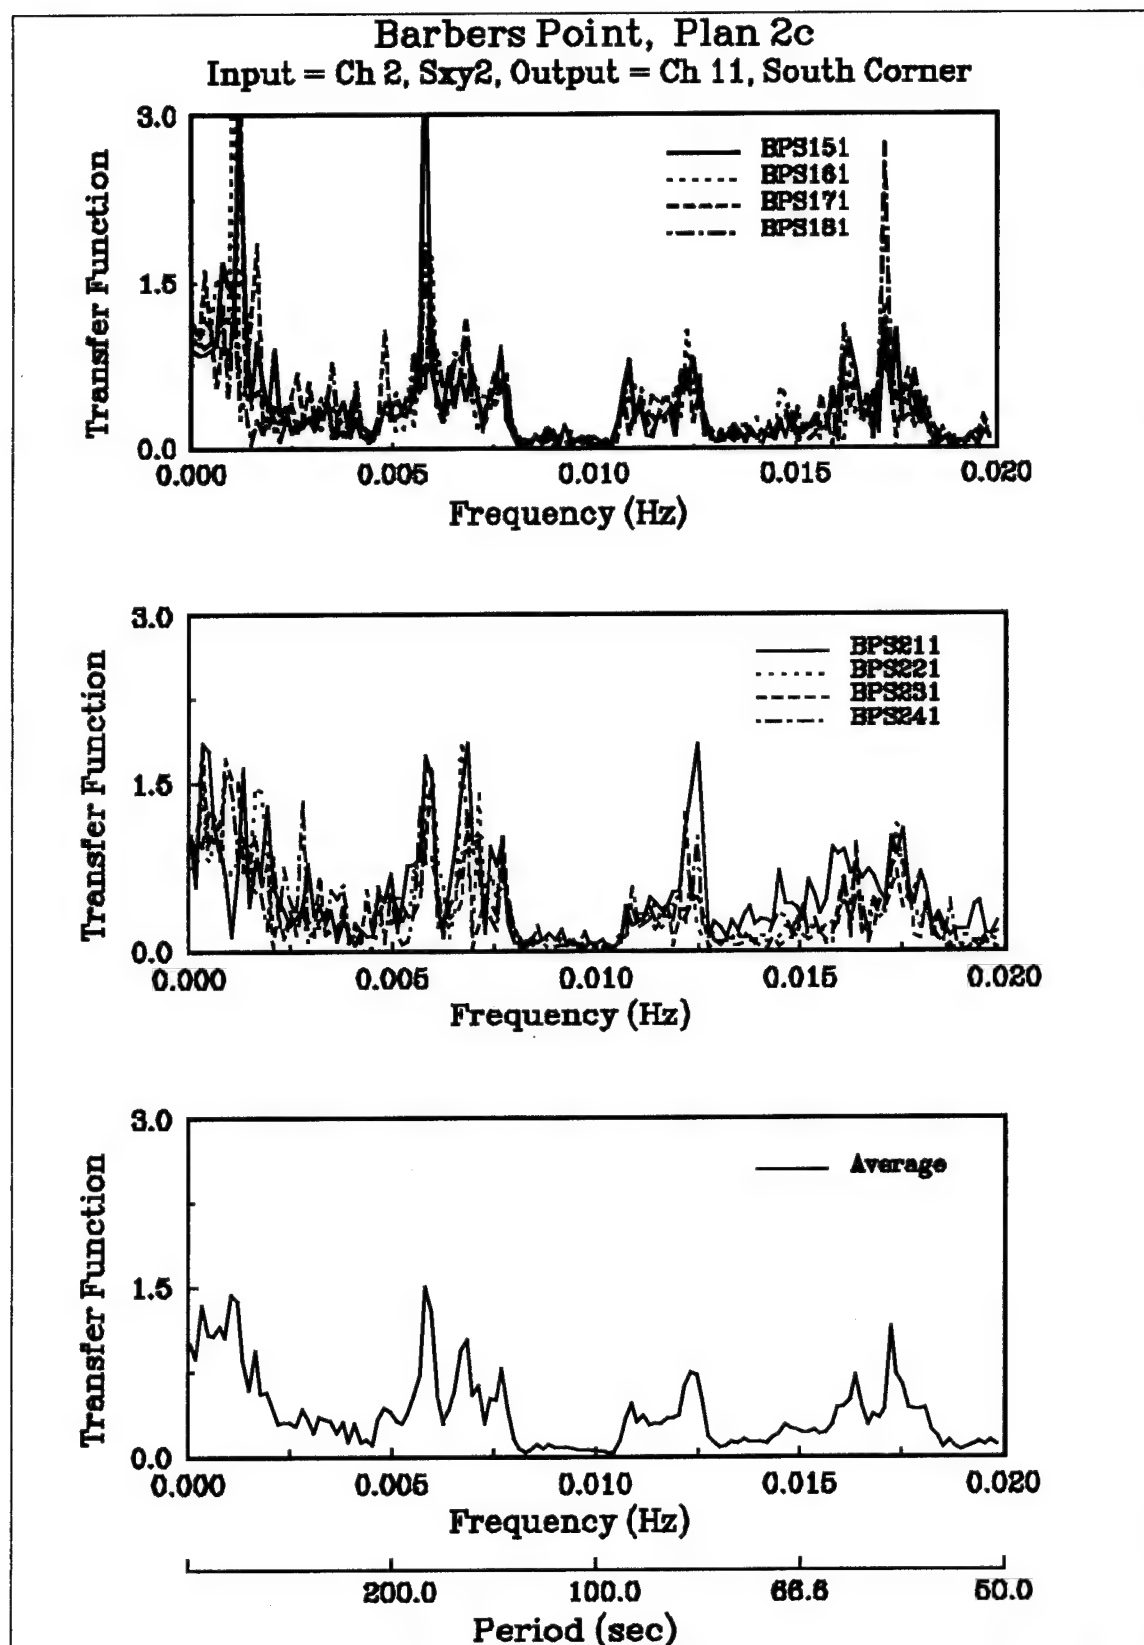 Barbers Point, Plan 2c
Input = Ch 2, Sxy2, Output = Ch 11, South Corner
3.0
1.5
0.0
Transfer Function
BPS151
BPS161
BPS171
BPS181
0.000 0.005 0.010 0.015 0.020
Frequency (Hz)
3.0
1.5
0.0
Transfer Function
BPS211
BPS221
BPS231
BPS241
0.000 0.005 0.010 0.015 0.020
Frequency (Hz)
3.0
1.5
0.0
Transfer Function
Average
0.000 0.005 0.010 0.015 0.020
Frequency (Hz)
200.0 100.0 66.6 50.0
Period (sec)